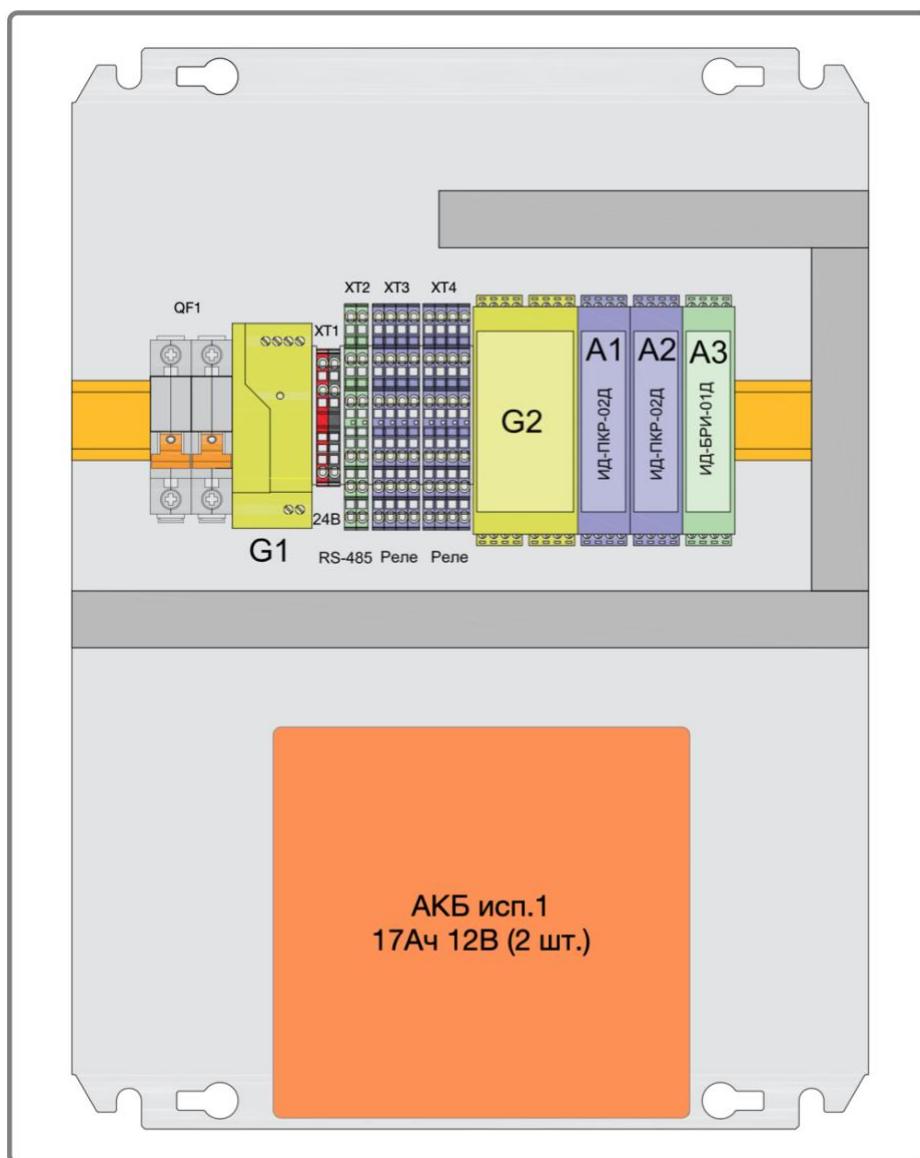 QF1
XT1
XT2
XT3
XT4
G1
24В
RS-485
Реле
Реле
G2
A1
ИД-ПКР-02Д
A2
ИД-ПКР-02Д
A3
ИД-БРИ-01Д
АКБ исп.1
17Ач 12В (2 шт.)